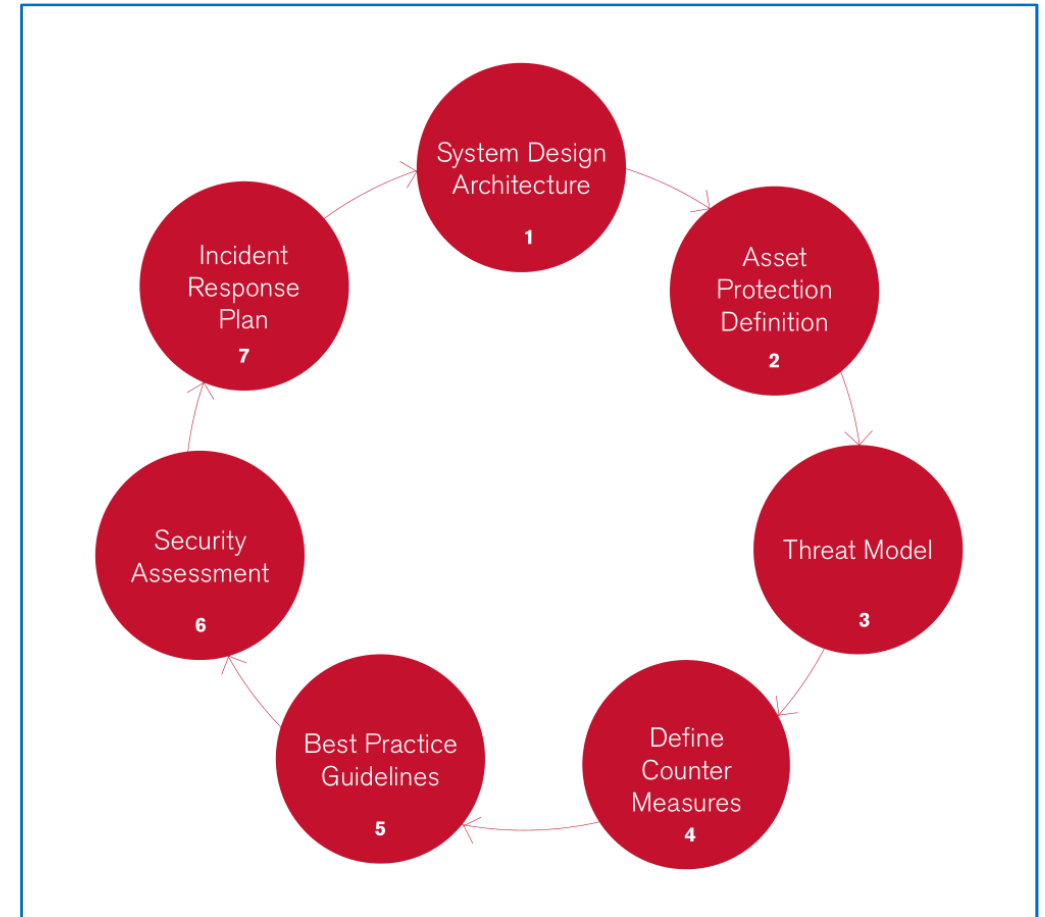 System Design
Architecture
1
Asset
Protection
Definition
2
Threat Model
3
Define
Counter
Measures
4
Best Practice
Guidelines
5
Security
Assessment
6
Incident
Response
Plan
7